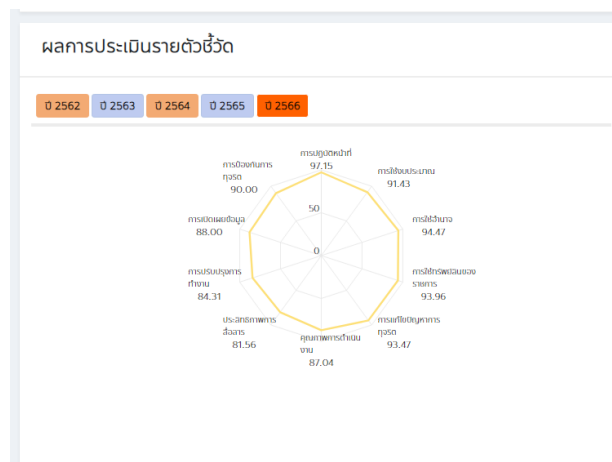 ผลการประเมินรายตัวชี้วัด
ปี 2562 ปี 2563 ปี 2564 ปี 2565 ปี 2566
การปฏิบัติหน้าที่
97.15
การใช้งบประมาณ
91.43
การใช้อำนาจ
94.47
การใช้ทรัพย์สินของ
ราชการ
93.96
การแก้ไขปัญหาการ
ทุจริต
93.47
คุณภาพการดำเนิน
งาน
87.04
ประสิทธิภาพการ
สื่อสาร
81.56
การปรับปรุงการ
ทำงาน
84.31
การเปิดเผยข้อมูล
88.00
การป้องกันการ
ทุจริต
90.00
50
0